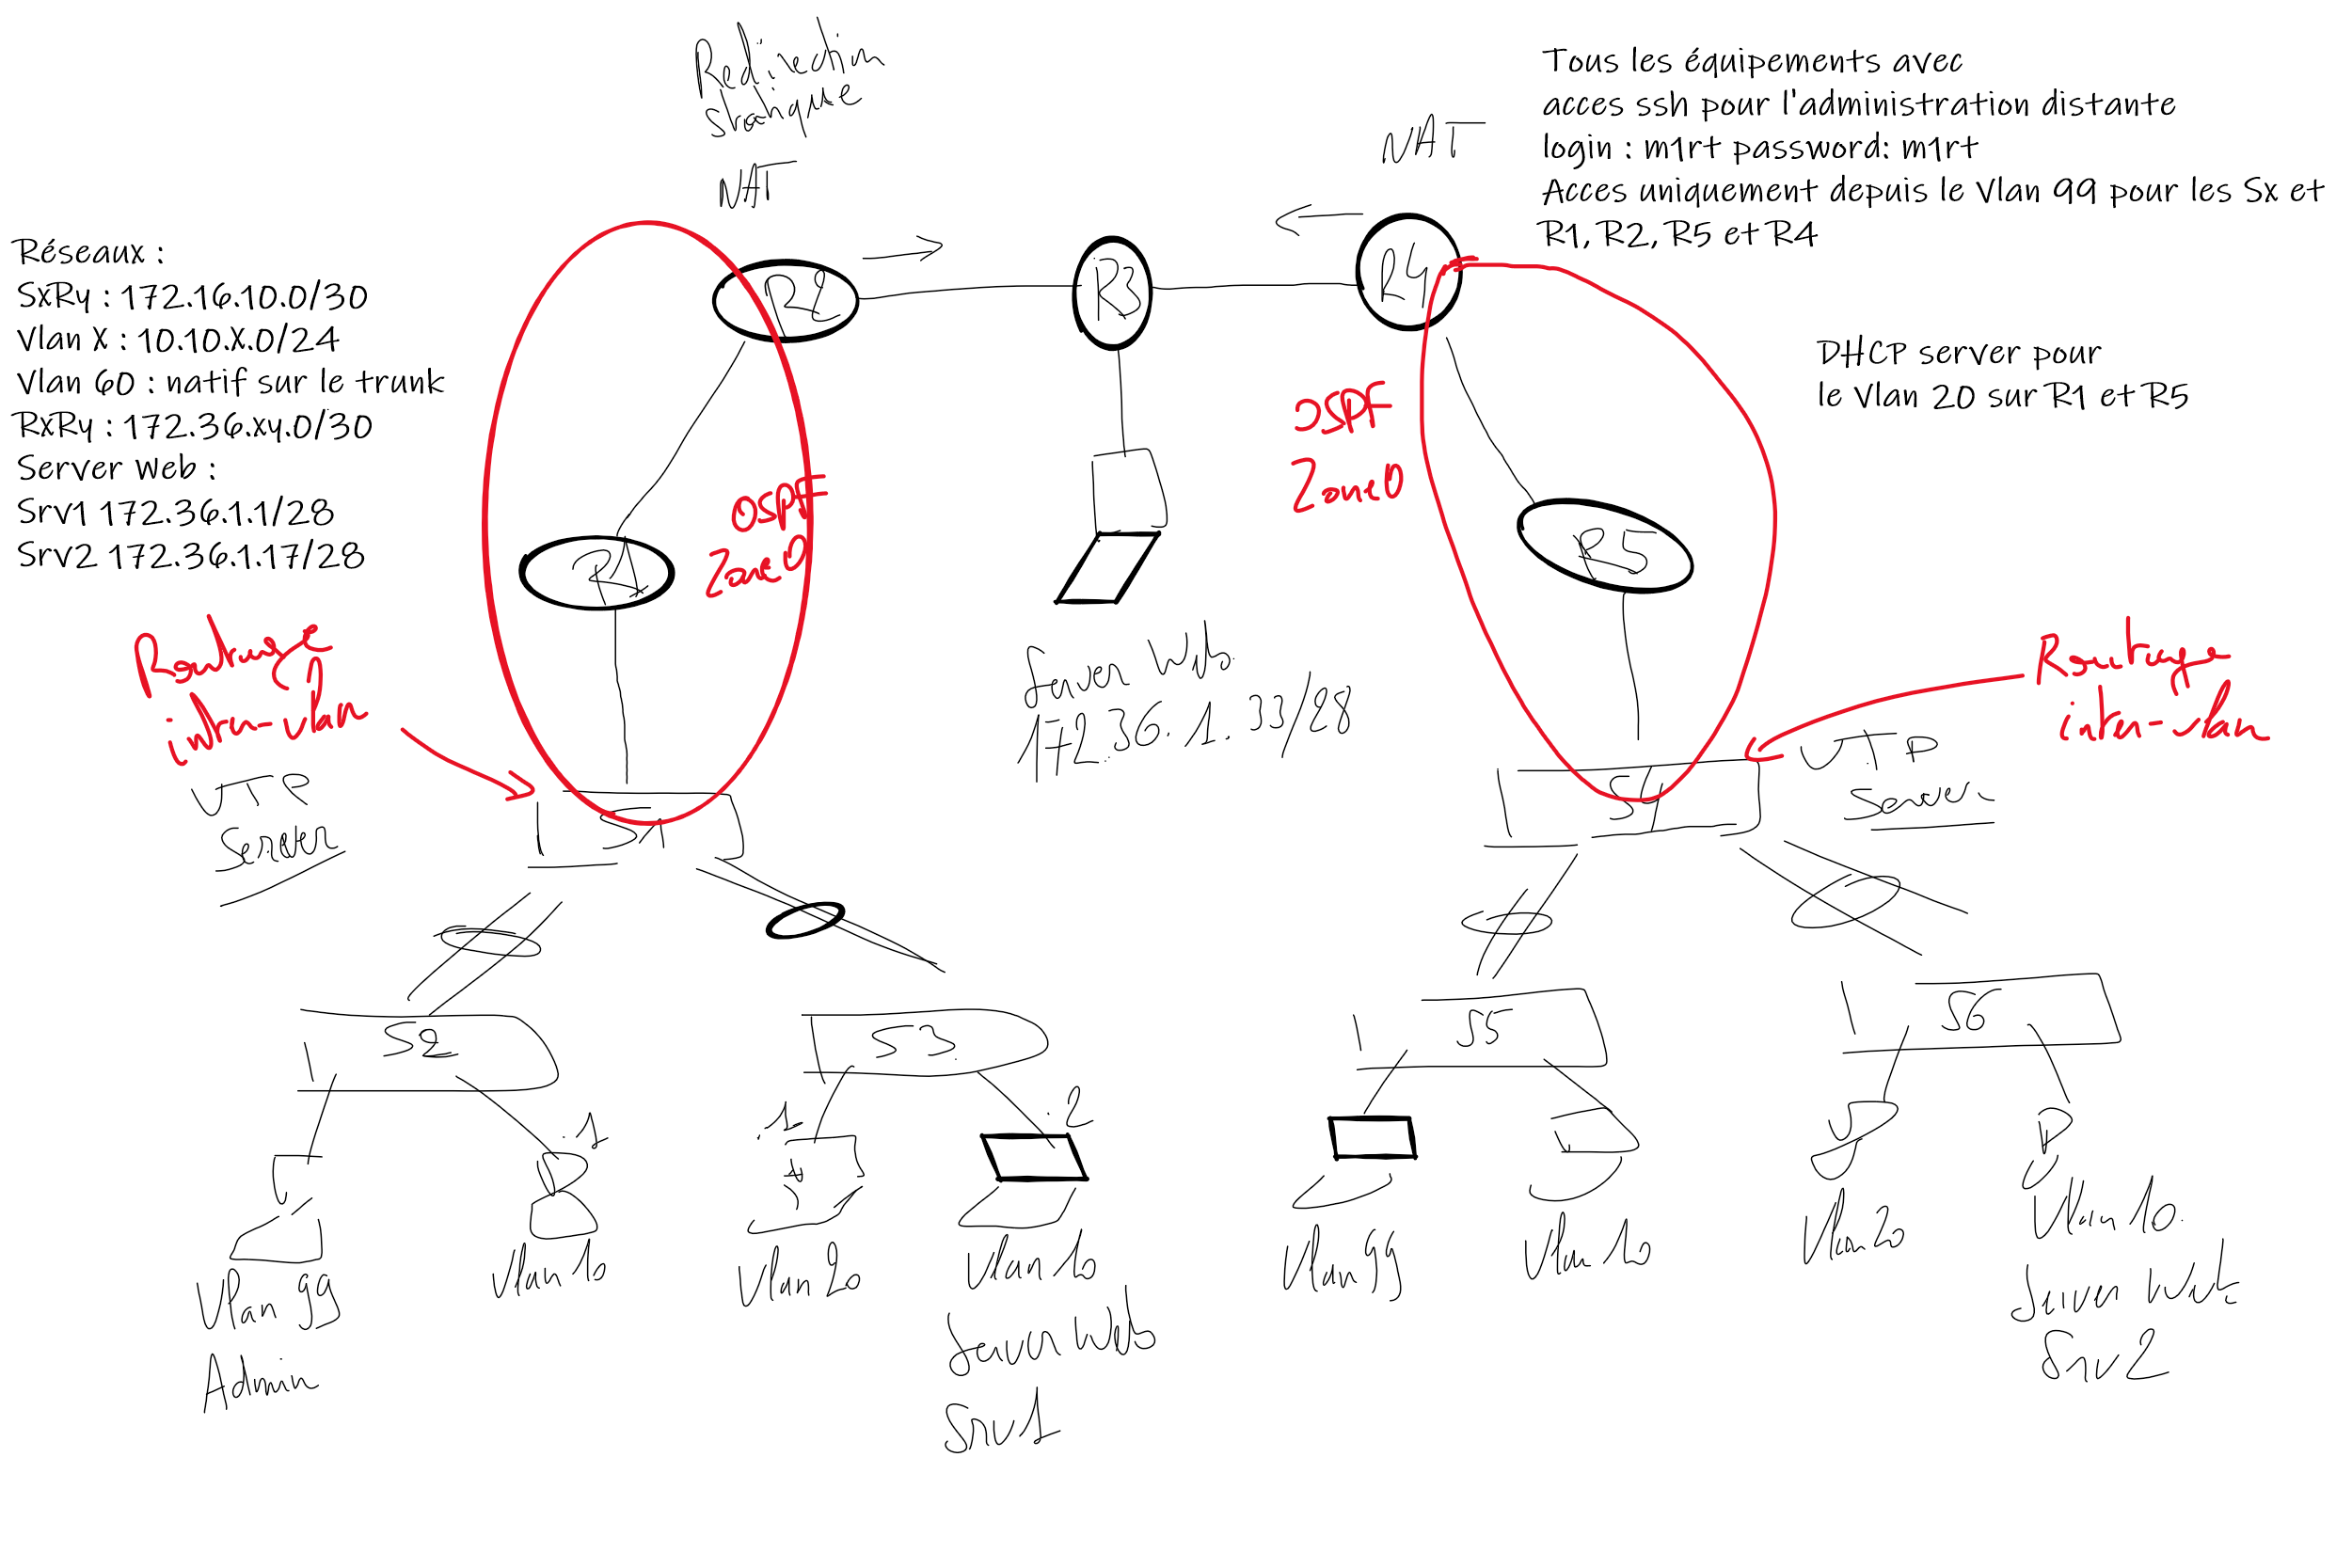 Redirection
statique
NAT
NAT
Tous les équipements avec
acces ssh pour l'administration distante
login : m1rt password: m1rt
Acces uniquement depuis le Vlan 99 pour les Sx et
R1, R2, R5 et R4
Réseaux :
SxRy : 172.16.10.0/30
Vlan X : 10.10.X.0/24
Vlan 60 : natif sur le trunk
RxRy : 172.36.xy.0/30
Server Web :
Srv1 172.36.1.1/28
Srv2 172.36.1.17/28
R2
R3
R4
DHCP server pour
le Vlan 20 sur R1 et R5
OSPF
Zone 0
OSPF
Zone 0
R1
R5
Routage
inter-vlan
VTP
Server
Server Web
172.36.1.33/28
Routage
inter-vlan
VTP
Server
S1
S4
S2
S3
S5
S6
.1
.1
.2
Vlan 99
Admin
Vlan 10
Vlan 20
Vlan 10
Server Web
Srv1
Vlan 99
Vlan 10
Vlan 20
Vlan 10
Server Web
Srv2